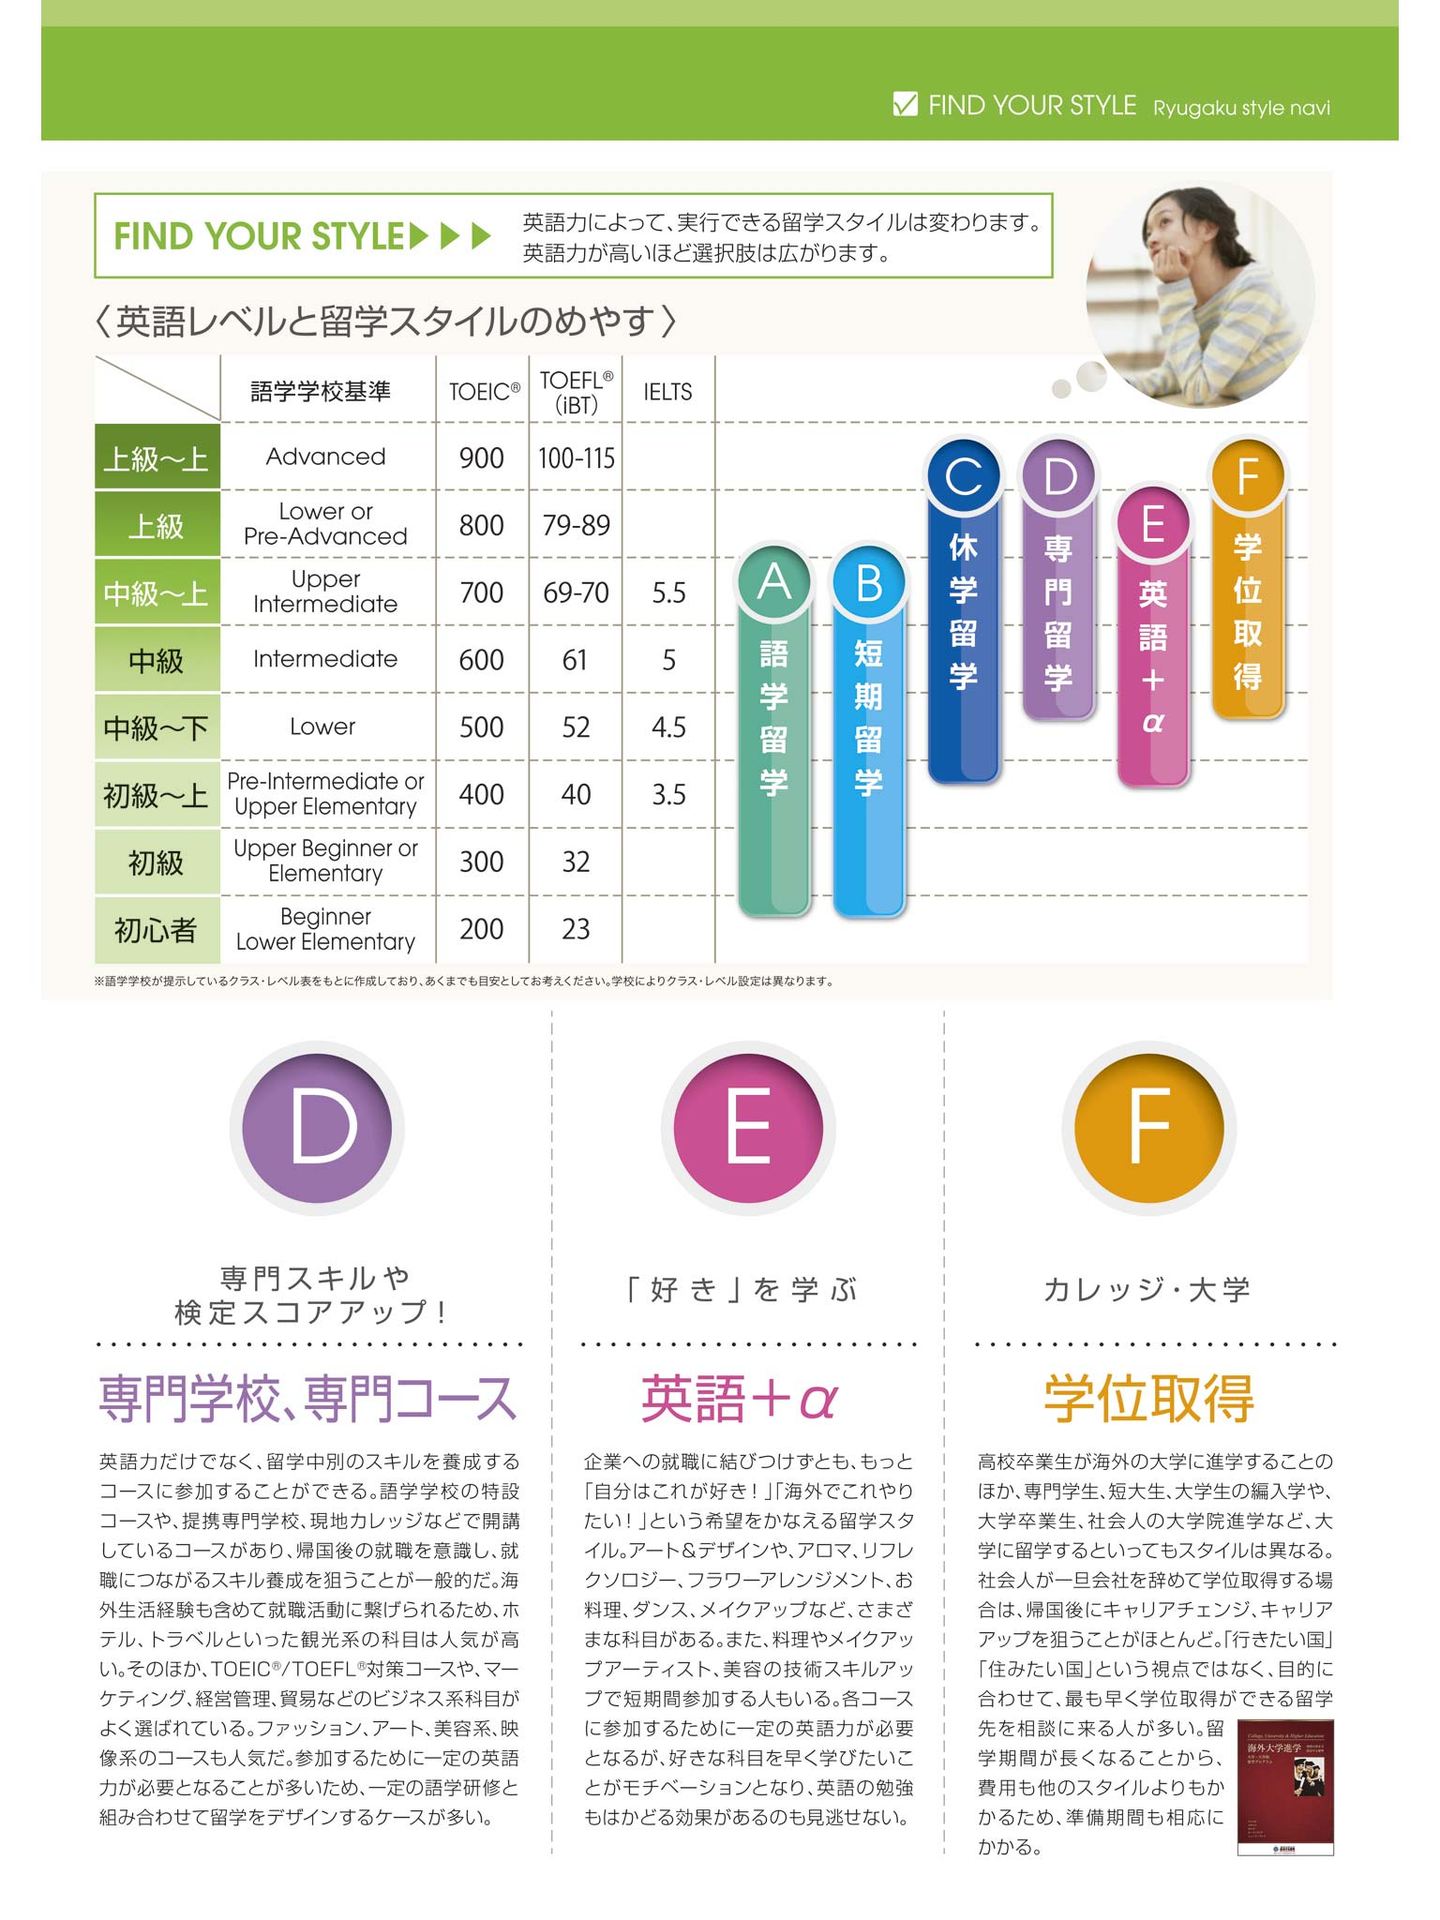 FIND YOUR STYLE Ryugaku style navi
FIND YOUR STYLE▶▶▶
英語力によって、実行できる留学スタイルは変わります。
英語力が高いほど選択肢は広がります。
〈英語レベルと留学スタイルのめやす〉
語学学校基準 TOEIC® TOEFL® (iBT) IELTS
上級〜上 Advanced 900 100-115
上級 Lower or Pre-Advanced 800 79-89
中級〜上 Upper Intermediate 700 69-70 5.5
中級 Intermediate 600 61 5
中級〜下 Lower 500 52 4.5
初級〜上 Pre-Intermediate or Upper Elementary 400 40 3.5
初級 Upper Beginner or Elementary 300 32
初心者 Beginner Lower Elementary 200 23
A 語学留学
B 短期留学
C 休学留学
D 専門留学
E 英語+α
F 学位取得
※語学学校が提示しているクラス・レベル表をもとに作成しており、あくまでも目安としてお考えください。学校によりクラス・レベル設定は異なります。
D
専門スキルや
検定スコアアップ！
専門学校、専門コース
英語力だけでなく、留学中別のスキルを養成する
コースに参加することができる。語学学校の特設
コースや、提携専門学校、現地カレッジなどで開講
しているコースがあり、帰国後の就職を意識し、就
職につながるスキル養成を狙うことが一般的だ。海
外生活経験も含めて就職活動に繋げられるため、ホ
テル、トラベルといった観光系の科目は人気が高
い。そのほか、TOEIC®/TOEFL®対策コースや、マー
ケティング、経営管理、貿易などのビジネス系科目が
よく選ばれている。ファッション、アート、美容系、映
像系のコースも人気だ。参加するために一定の英語
力が必要となることが多いため、一定の語学研修と
組み合わせて留学をデザインするケースが多い。
E
「好き」を学ぶ
英語+α
企業への就職に結びつけずとも、もっと
「自分はこれが好き！」「海外でこれやり
たい！」という希望をかなえる留学スタ
イル。アート＆デザインや、アロマ、リフレ
クソロジー、フラワーアレンジメント、お
料理、ダンス、メイクアップなど、さまざ
まな科目がある。また、料理やメイクアッ
プアーティスト、美容の技術スキルアッ
プで短期間参加する人もいる。各コース
に参加するために一定の英語力が必要
となるが、好きな科目を早く学びたいこ
とがモチベーションとなり、英語の勉強
もはかどる効果があるのも見逃せない。
F
カレッジ・大学
学位取得
高校卒業生が海外の大学に進学することの
ほか、専門学生、短大生、大学生の編入学や、
大学卒業生、社会人の大学院進学など、大
学に留学するといってもスタイルは異なる。
社会人が一旦会社を辞めて学位取得する場
合は、帰国後にキャリアチェンジ、キャリア
アップを狙うことがほとんど。「行きたい国」
「住みたい国」という視点ではなく、目的に
合わせて、最も早く学位取得ができる留学
先を相談に来る人が多い。留
学期間が長くなることから、
費用も他のスタイルよりもか
かるため、準備期間も相応に
かかる。
College, University & Higher Education
海外大学進学